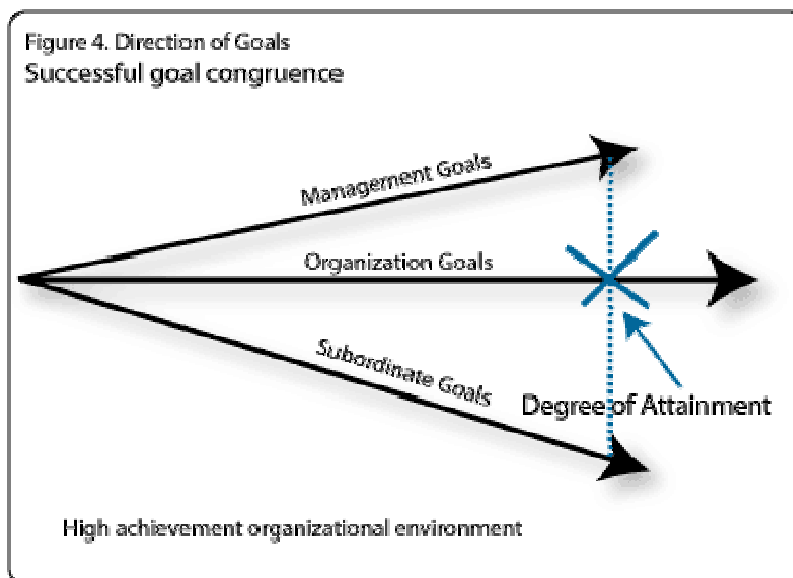 Figure 4. Direction of Goals
Successful goal congruence
Management Goals
Organization Goals
Subordinate Goals
Degree of Attainment
High achievement organizational environment